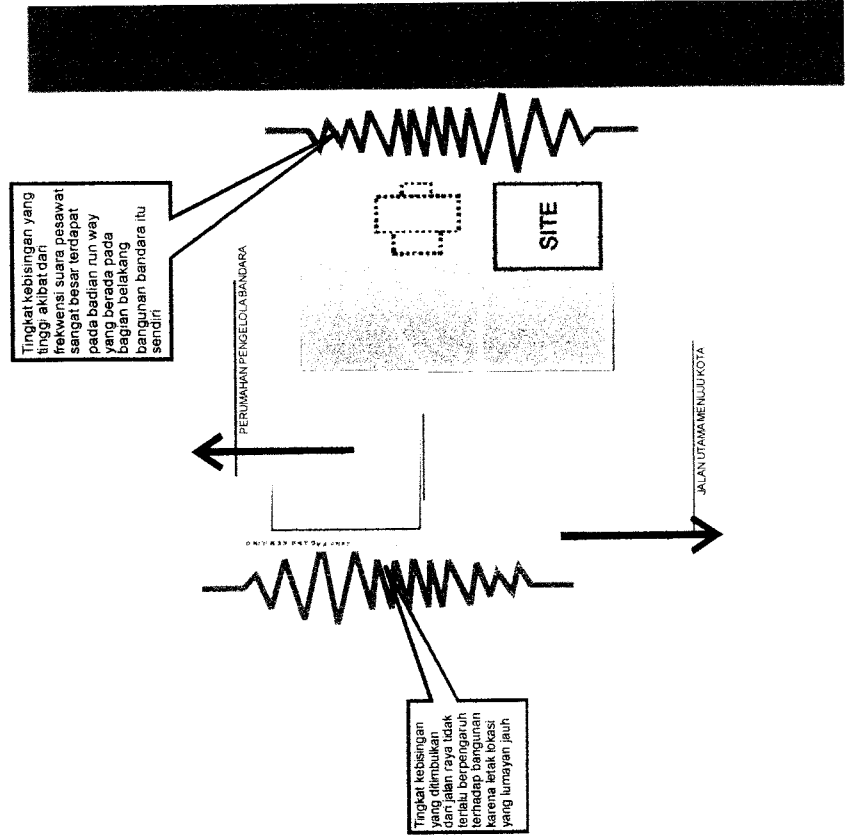 Tingkat kebisingan yang
tinggi akibat dari
frekwensi suara pesawat
sangat besar terdapat
pada badian run way
yang berada pada
bagian belakang
bangunan bandara itu
sendiri
PERUMAHAN PENGELOLA BANDARA
SITE
JALAN UTAMA MENUJU KOTA
Tingkat kebisingan
yang ditimbulkan
dari jalan raya tidak
terlalu berpengaruh
terhadap bangunan
karena letak lokasi
yang lumayan jauh